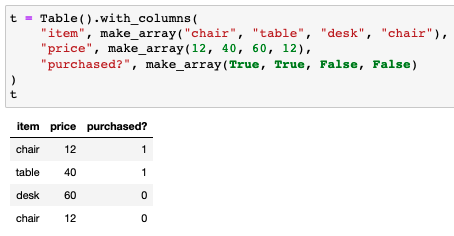 t = Table().with_columns(
    "item", make_array("chair", "table", "desk", "chair"),
    "price", make_array(12, 40, 60, 12),
    "purchased?", make_array(True, True, False, False)
)
t
item price purchased?
chair 12 1
table 40 1
desk 60 0
chair 12 0